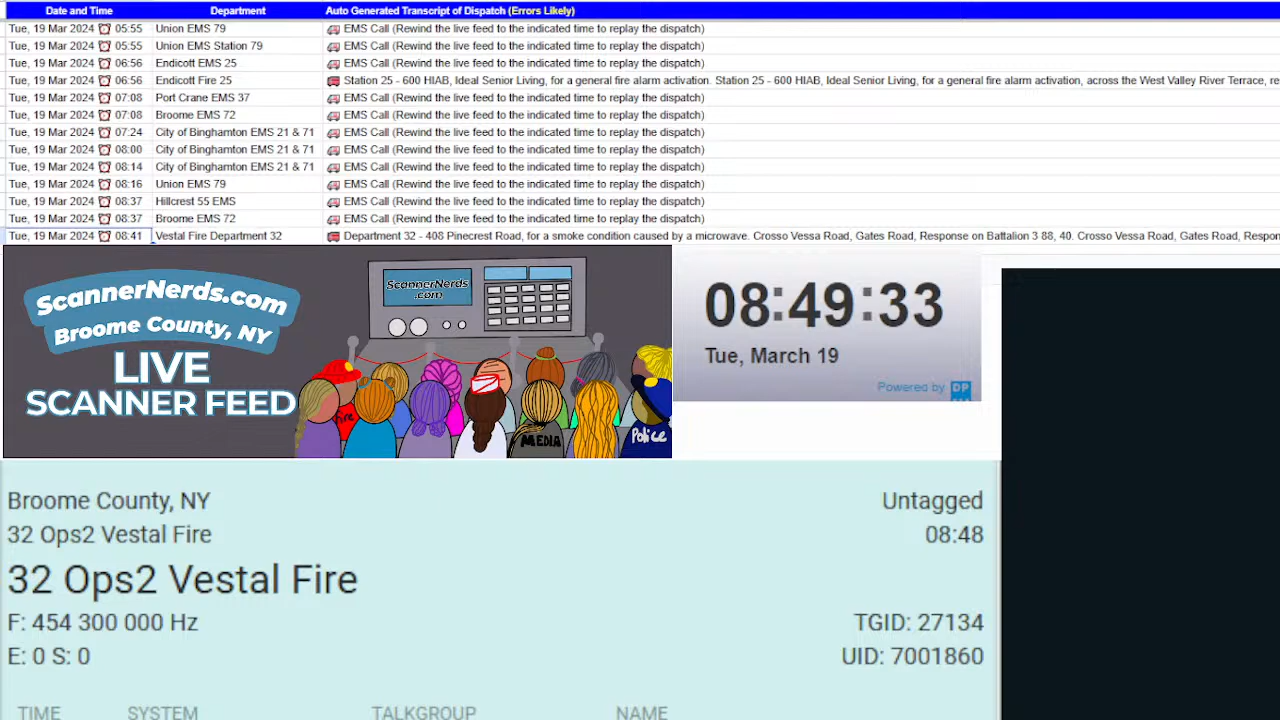 Date and Time Department Auto Generated Transcript of Dispatch (Errors Likely)
Tue, 19 Mar 2024 ⏰ 05:55 Union EMS 79 🚑 EMS Call (Rewind the live feed to the indicated time to replay the dispatch)
Tue, 19 Mar 2024 ⏰ 05:55 Union EMS Station 79 🚑 EMS Call (Rewind the live feed to the indicated time to replay the dispatch)
Tue, 19 Mar 2024 ⏰ 06:56 Endicott EMS 25 🚑 EMS Call (Rewind the live feed to the indicated time to replay the dispatch)
Tue, 19 Mar 2024 ⏰ 06:56 Endicott Fire 25 🚒 Station 25 - 600 HIAB, Ideal Senior Living, for a general fire alarm activation. Station 25 - 600 HIAB, Ideal Senior Living, for a general fire alarm activation, across the West Valley River Terrace, re
Tue, 19 Mar 2024 ⏰ 07:08 Port Crane EMS 37 🚑 EMS Call (Rewind the live feed to the indicated time to replay the dispatch)
Tue, 19 Mar 2024 ⏰ 07:08 Broome EMS 72 🚑 EMS Call (Rewind the live feed to the indicated time to replay the dispatch)
Tue, 19 Mar 2024 ⏰ 07:24 City of Binghamton EMS 21 & 71 🚑 EMS Call (Rewind the live feed to the indicated time to replay the dispatch)
Tue, 19 Mar 2024 ⏰ 08:00 City of Binghamton EMS 21 & 71 🚑 EMS Call (Rewind the live feed to the indicated time to replay the dispatch)
Tue, 19 Mar 2024 ⏰ 08:14 City of Binghamton EMS 21 & 71 🚑 EMS Call (Rewind the live feed to the indicated time to replay the dispatch)
Tue, 19 Mar 2024 ⏰ 08:16 Union EMS 79 🚑 EMS Call (Rewind the live feed to the indicated time to replay the dispatch)
Tue, 19 Mar 2024 ⏰ 08:37 Hillcrest 55 EMS 🚑 EMS Call (Rewind the live feed to the indicated time to replay the dispatch)
Tue, 19 Mar 2024 ⏰ 08:37 Broome EMS 72 🚑 EMS Call (Rewind the live feed to the indicated time to replay the dispatch)
Tue, 19 Mar 2024 ⏰ 08:41 Vestal Fire Department 32 🚒 Department 32 - 408 Pinecrest Road, for a smoke condition caused by a microwave. Crosso Vessa Road, Gates Road, Response on Battalion 3 88, 40. Crosso Vessa Road, Gates Road, Respon
ScannerNerds.com
Broome County, NY
LIVE
SCANNER FEED
ScannerNerds
.com
Fire
MEDIA
Police
08:49:33
Tue, March 19
Powered by DP
Broome County, NY Untagged
32 Ops2 Vestal Fire 08:48
32 Ops2 Vestal Fire
F: 454 300 000 Hz TGID: 27134
E: 0 S: 0 UID: 7001860
TIME SYSTEM TALKGROUP NAME